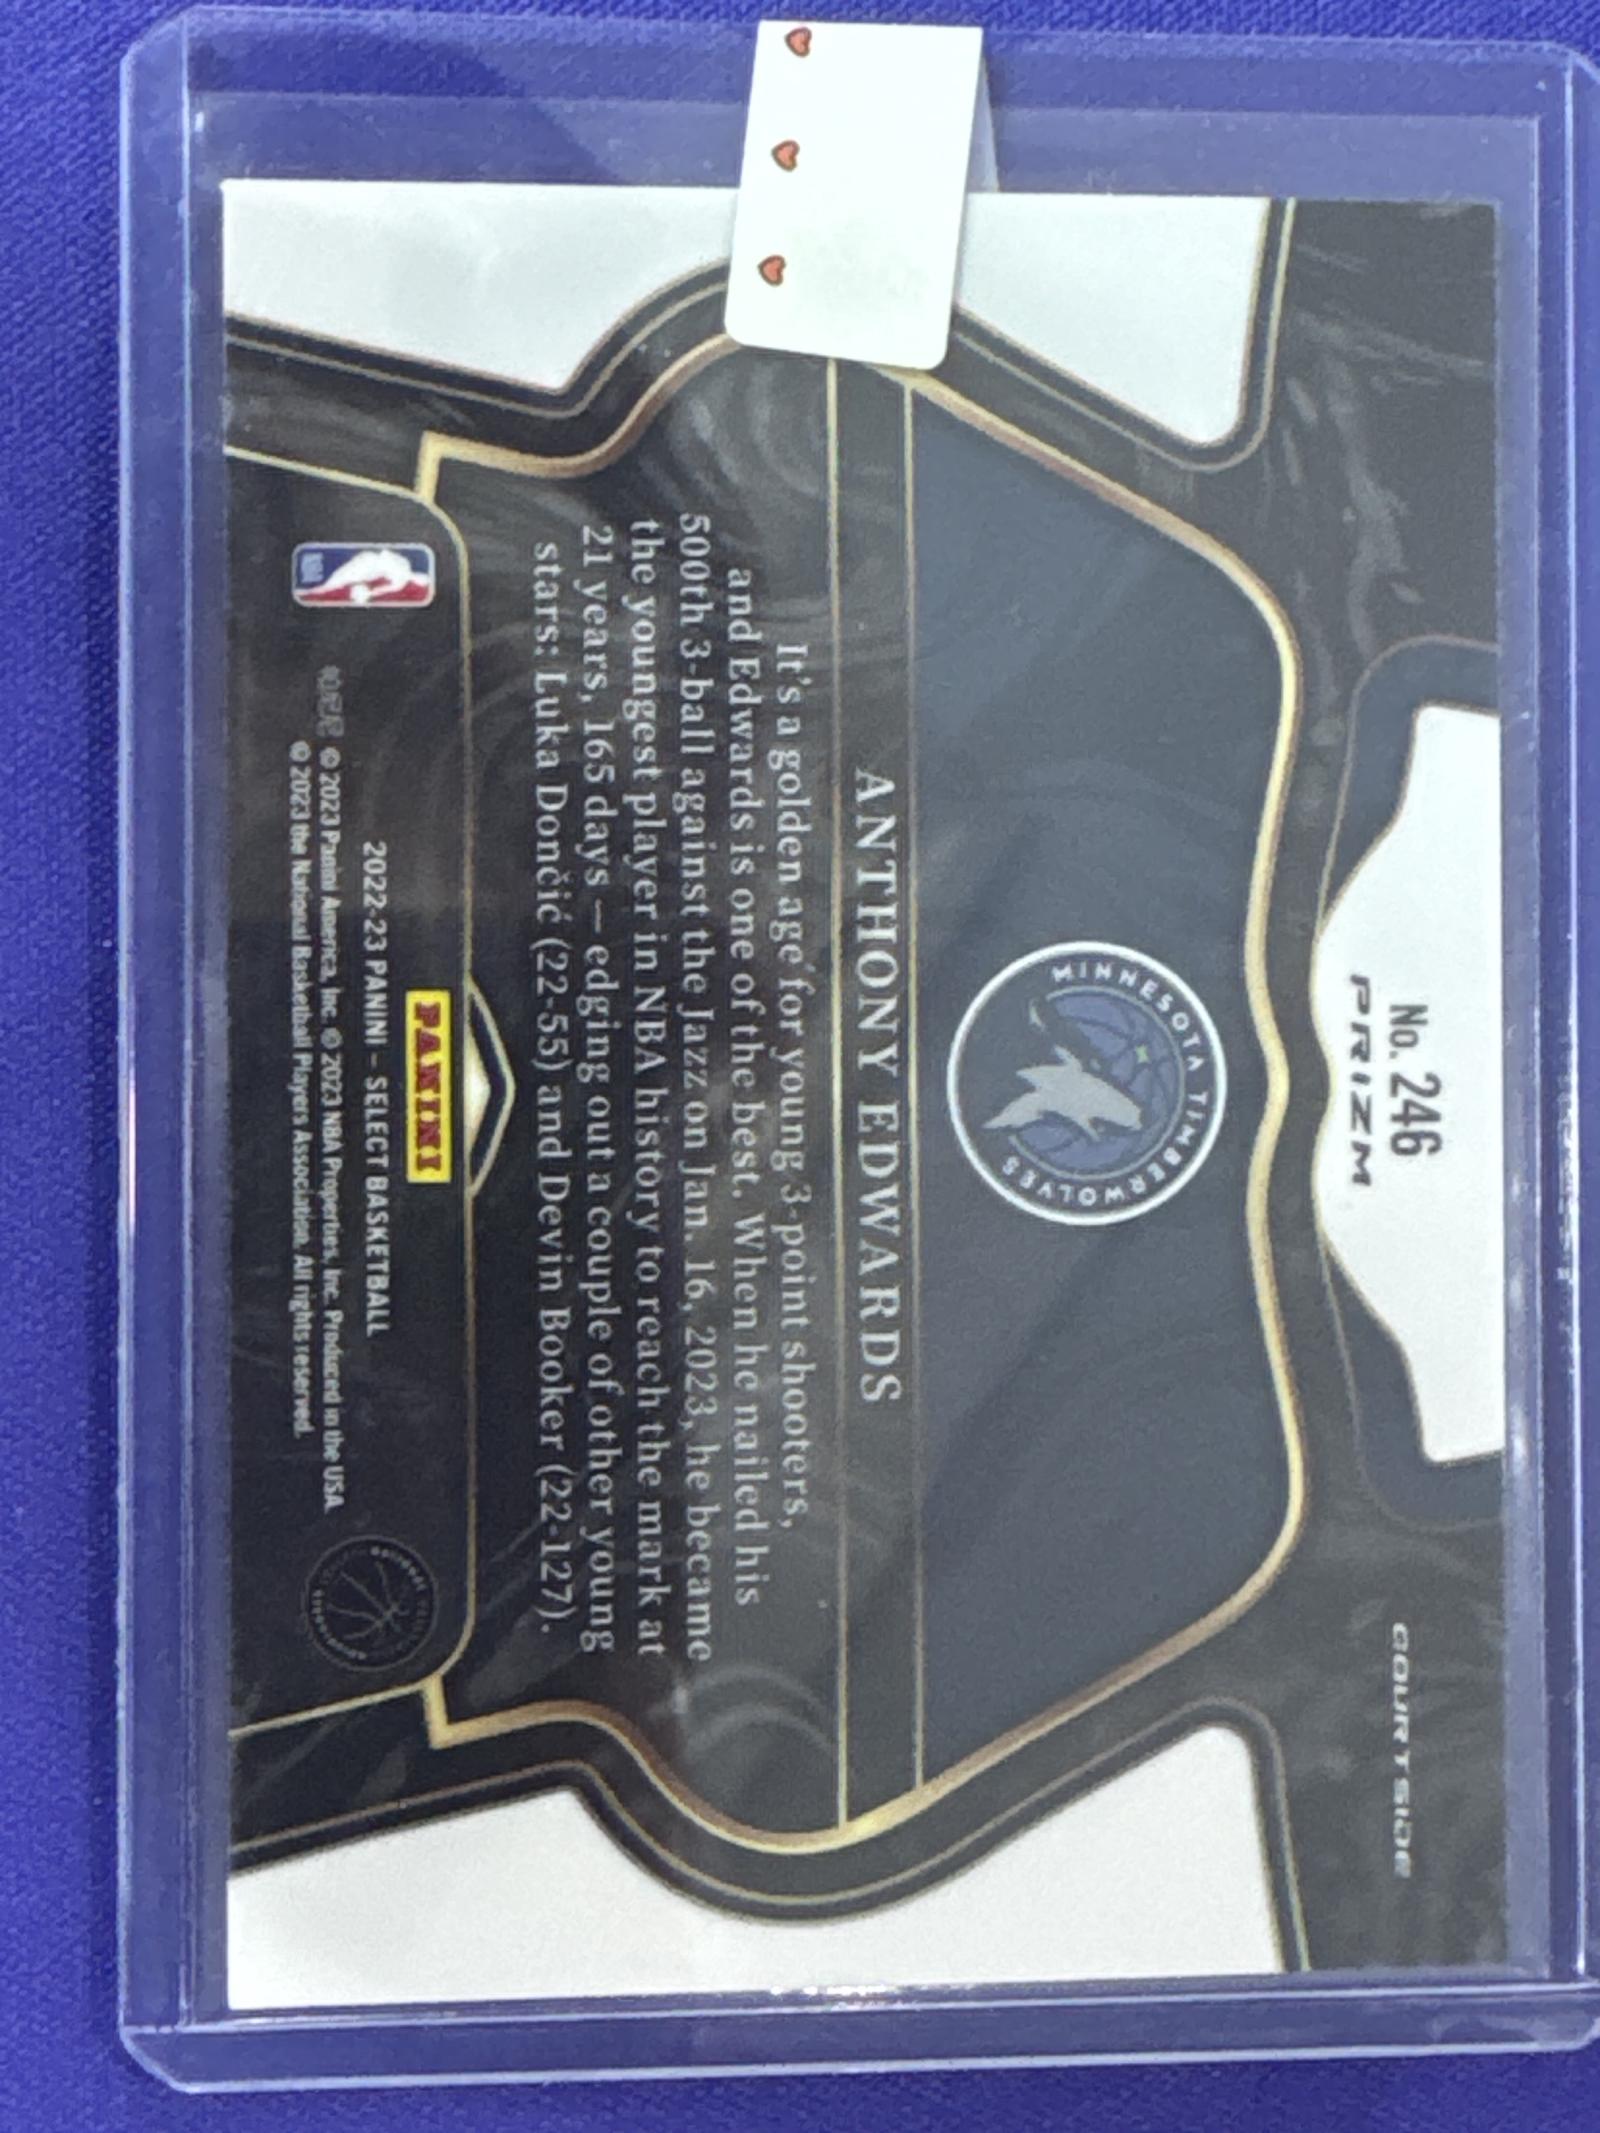 No. 246
PRIZM
COURTSIDE
MINNESOTA TIMBERWOLVES
ANTHONY EDWARDS
It's a golden age for young 3-point shooters,
and Edwards is one of the best. When he nailed his
500th 3-ball against the Jazz on Jan. 16, 2023, he became
the youngest player in NBA history to reach the mark at
21 years, 165 days — edging out a couple of other young
stars: Luka Dončić (22-55) and Devin Booker (22-127).
PANINI
2022-23 PANINI – SELECT BASKETBALL
© 2023 Panini America, Inc. © 2023 NBA Properties, Inc. Produced in the USA.
© 2023 the National Basketball Players Association. All rights reserved.